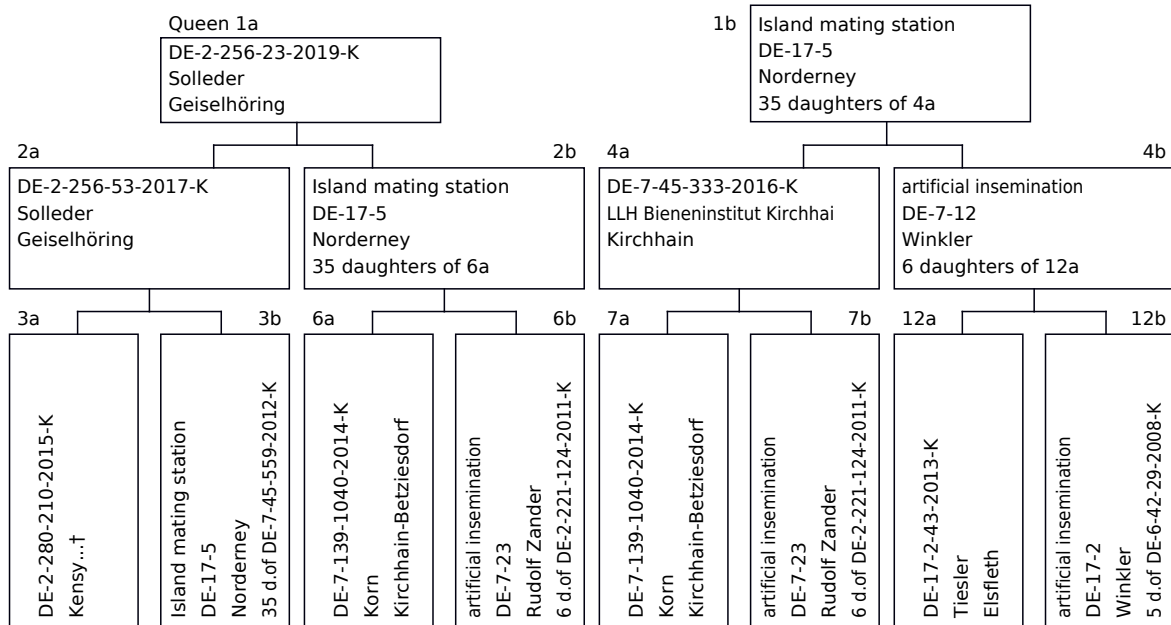 Queen 1a
DE-2-256-23-2019-K
Solleder
Geiselhöring
1b
Island mating station
DE-17-5
Norderney
35 daughters of 4a
2a
DE-2-256-53-2017-K
Solleder
Geiselhöring
2b
Island mating station
DE-17-5
Norderney
35 daughters of 6a
4a
DE-7-45-333-2016-K
LLH Bieneninstitut Kirchhai
Kirchhain
4b
artificial insemination
DE-7-12
Winkler
6 daughters of 12a
3a
DE-2-280-210-2015-K
Kensy...†
3b
Island mating station
DE-17-5
Norderney
35 d.of DE-7-45-559-2012-K
6a
DE-7-139-1040-2014-K
Korn
Kirchhain-Betziesdorf
6b
artificial insemination
DE-7-23
Rudolf Zander
6 d.of DE-2-221-124-2011-K
7a
DE-7-139-1040-2014-K
Korn
Kirchhain-Betziesdorf
7b
artificial insemination
DE-7-23
Rudolf Zander
6 d.of DE-2-221-124-2011-K
12a
DE-17-2-43-2013-K
Tiesler
Elsfleth
12b
artificial insemination
DE-17-2
Winkler
5 d.of DE-6-42-29-2008-K